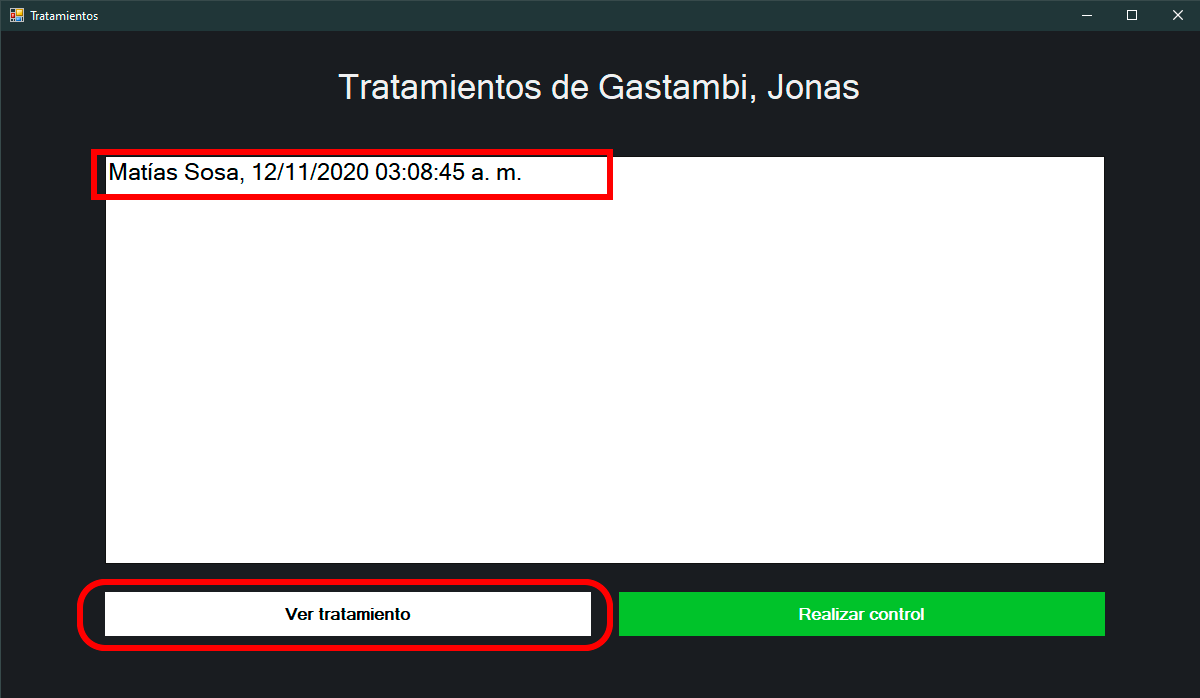 Tratamientos
Tratamientos de Gastambi, Jonas
Matías Sosa, 12/11/2020 03:08:45 a. m.
Ver tratamiento
Realizar control